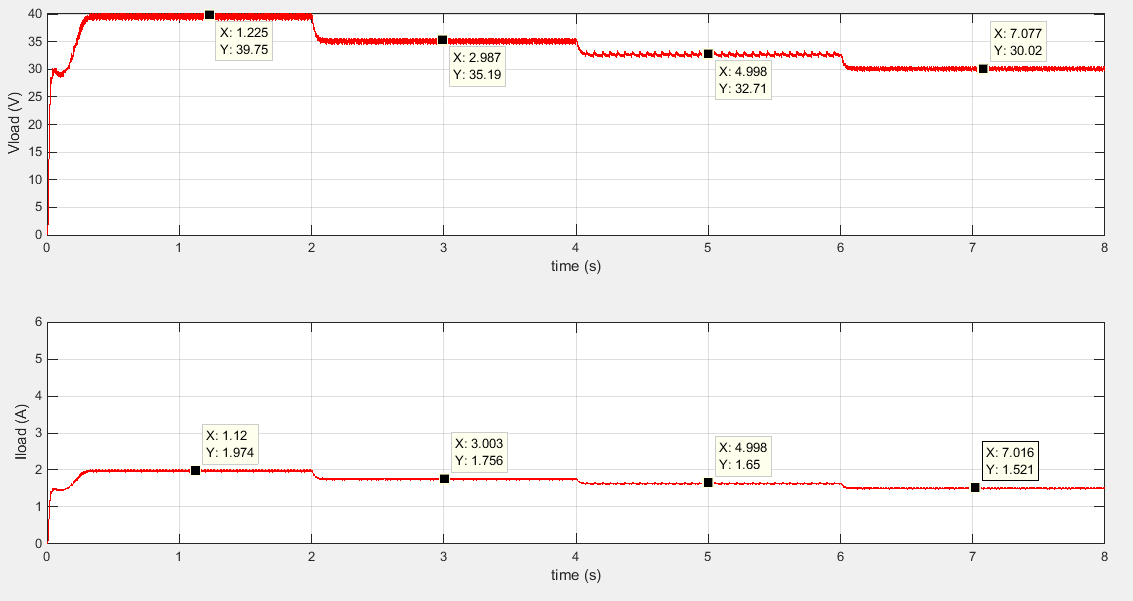 40
35
30
25
20
15
10
5
0
Vload (V)
X: 1.225
Y: 39.75
X: 2.987
Y: 35.19
X: 4.998
Y: 32.71
X: 7.077
Y: 30.02
0 1 2 3 4 5 6 7 8
time (s)
6
5
4
3
2
1
0
Iload (A)
X: 1.12
Y: 1.974
X: 3.003
Y: 1.756
X: 4.998
Y: 1.65
X: 7.016
Y: 1.521
0 1 2 3 4 5 6 7 8
time (s)